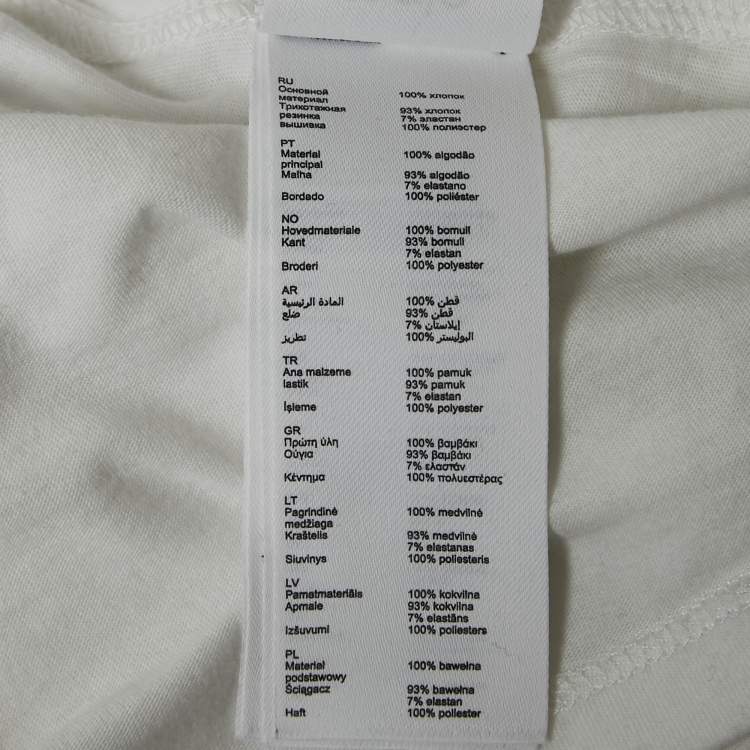 RU
Основной 100% хлопок
материал
Трикотажная 93% хлопок
резинка 7% эластан
вышивка 100% полиэстер
PT
Material 100% algodão
principal
Malha 93% algodão
7% elastano
Bordado 100% poliéster
NO
Hovedmateriale 100% bomull
Kant 93% bomull
7% elastan
Broderi 100% polyester
AR
المادة الرئيسية 100% قطن
ضلع 93% قطن
7% إيلاستان
تطريز 100% البوليستر
TR
Ana malzeme 100% pamuk
lastik 93% pamuk
7% elastan
İşleme 100% polyester
GR
Πρώτη ύλη 100% βαμβάκι
Ούγια 93% βαμβάκι
7% ελαστάν
Κέντημα 100% πολυεστέρας
LT
Pagrindinė 100% medvilnė
medžiaga
Kraštelis 93% medvilnė
7% elastanas
Siuvinys 100% poliesteris
LV
Pamatmateriāls 100% kokvilna
Apmale 93% kokvilna
7% elastāns
Izšuvumi 100% poliesters
PL
Materiał 100% bawełna
podstawowy
Ściągacz 93% bawełna
7% elastan
Haft 100% poliester